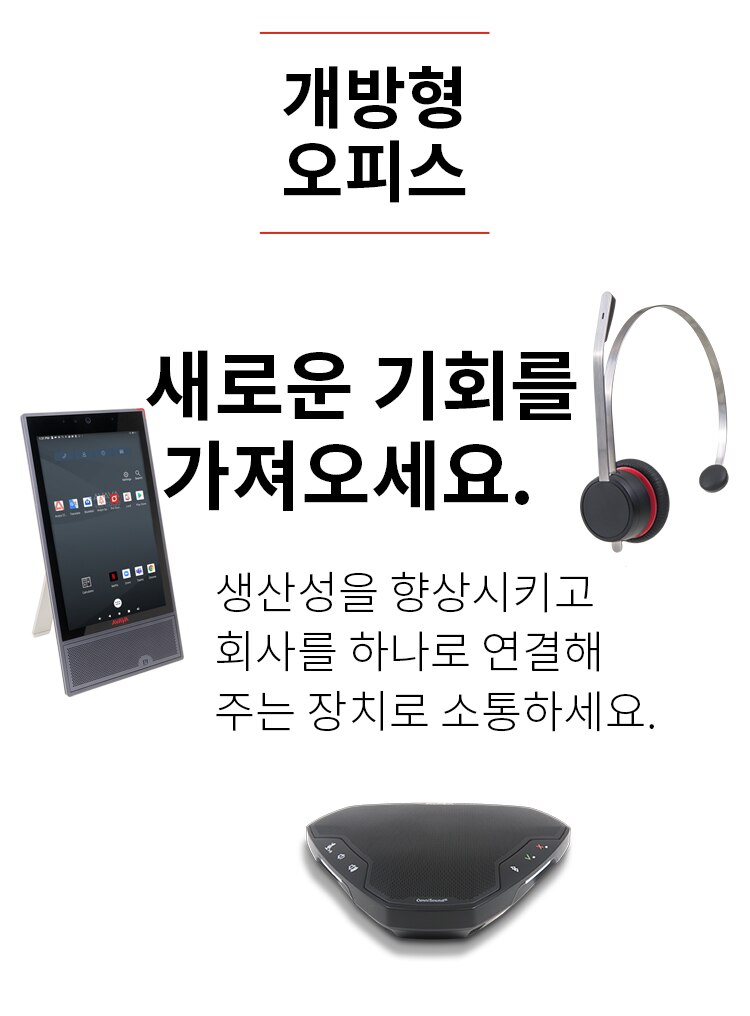 개방형
오피스
새로운 기회를
가져오세요.
생산성을 향상시키고
회사를 하나로 연결해
주는 장치로 소통하세요.
AVAYA
OmniSound®